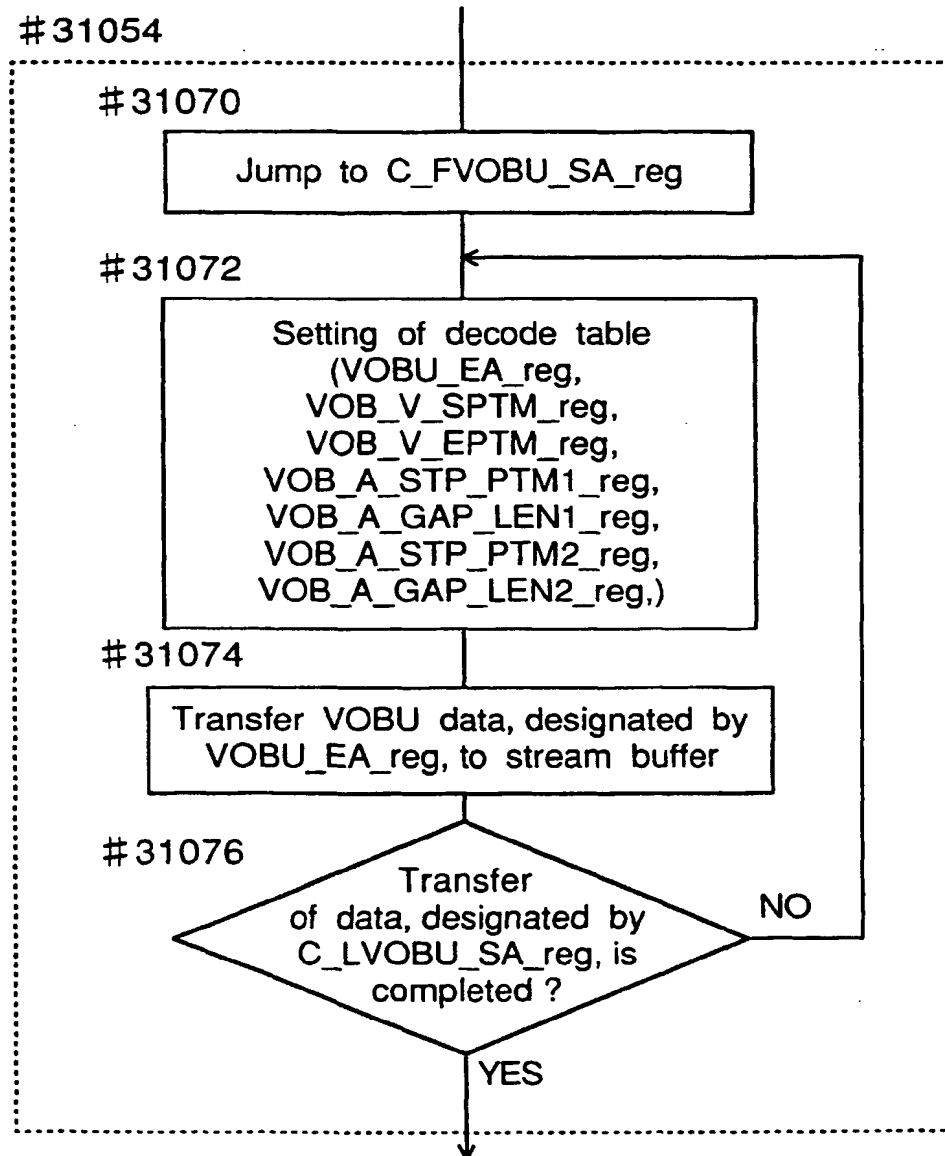 #31054
#31070
Jump to C_FVOBU_SA_reg
#31072
Setting of decode table
(VOBU_EA_reg,
VOB_V_SPTM_reg,
VOB_V_EPTM_reg,
VOB_A_STP_PTM1_reg,
VOB_A_GAP_LEN1_reg,
VOB_A_STP_PTM2_reg,
VOB_A_GAP_LEN2_reg,)
#31074
Transfer VOBU data, designated by
VOBU_EA_reg, to stream buffer
#31076
Transfer
of data, designated by
C_LVOBU_SA_reg, is
completed ?
NO
YES